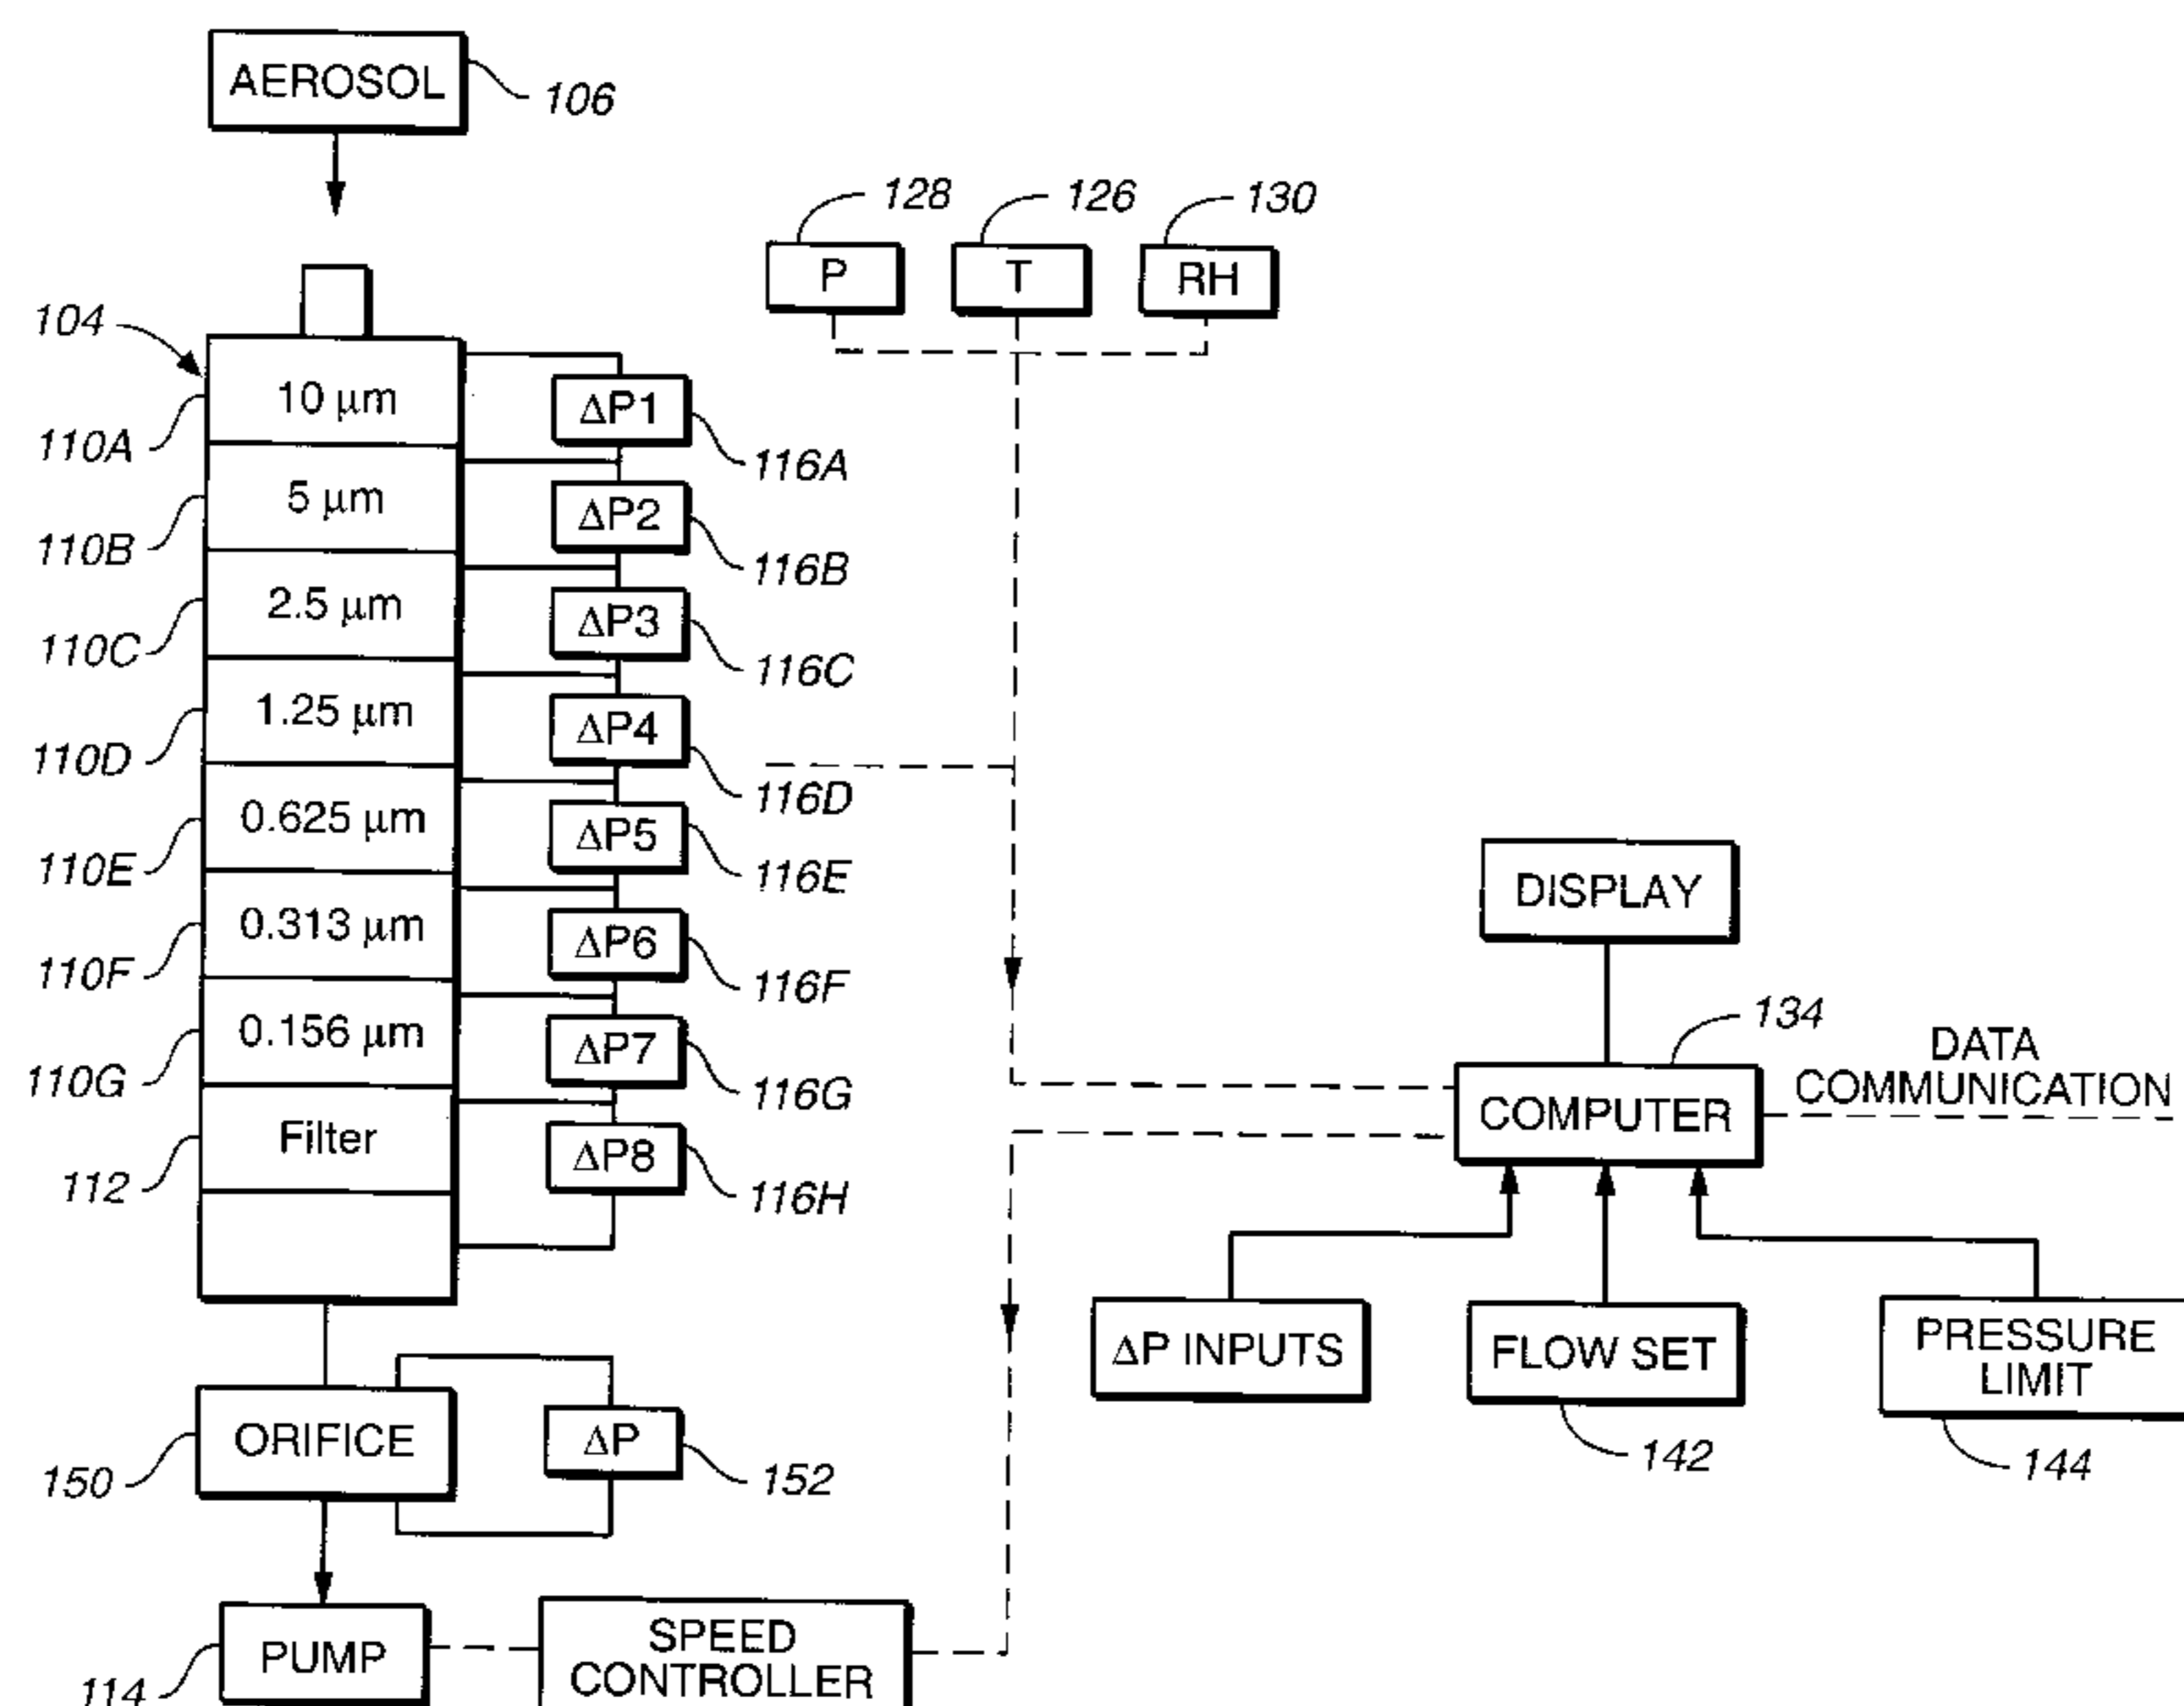 AEROSOL
106
128
126
130
P
T
RH
104
10 μm
ΔP1
110A
116A
5 μm
ΔP2
110B
116B
2.5 μm
ΔP3
110C
116C
1.25 μm
ΔP4
110D
116D
0.625 μm
ΔP5
110E
116E
0.313 μm
ΔP6
110F
116F
0.156 μm
ΔP7
110G
116G
Filter
ΔP8
112
116H
DISPLAY
134
DATA
COMMUNICATION
COMPUTER
ΔP INPUTS
FLOW SET
PRESSURE
LIMIT
142
144
ORIFICE
ΔP
150
152
PUMP
SPEED
CONTROLLER
114